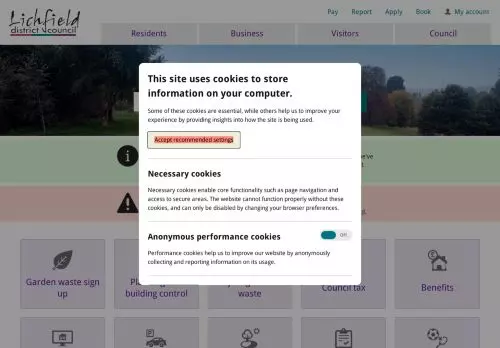 Lichfield
district council
Pay
Report
Apply
Book
My account
Residents
Business
Visitors
Council
This site uses cookies to store
information on your computer.
Some of these cookies are essential, while others help us to improve your
experience by providing insights into how the site is being used.
Accept recommended settings
Necessary cookies
Necessary cookies enable core functionality such as page navigation and
access to secure areas. The website cannot function properly without these
cookies, and can only be disabled by changing your browser preferences.
Anonymous performance cookies
Off
Performance cookies help us to improve our website by anonymously
collecting and reporting information on its usage.
Garden waste sign
up
building control
waste
Council tax
Benefits